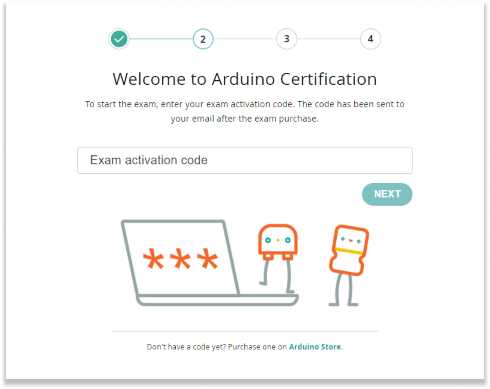 2 3 4
Welcome to Arduino Certification
To start the exam, enter your exam activation code. The code has been sent to
your email after the exam purchase.
Exam activation code
NEXT
***
Don't have a code yet? Purchase one on Arduino Store.